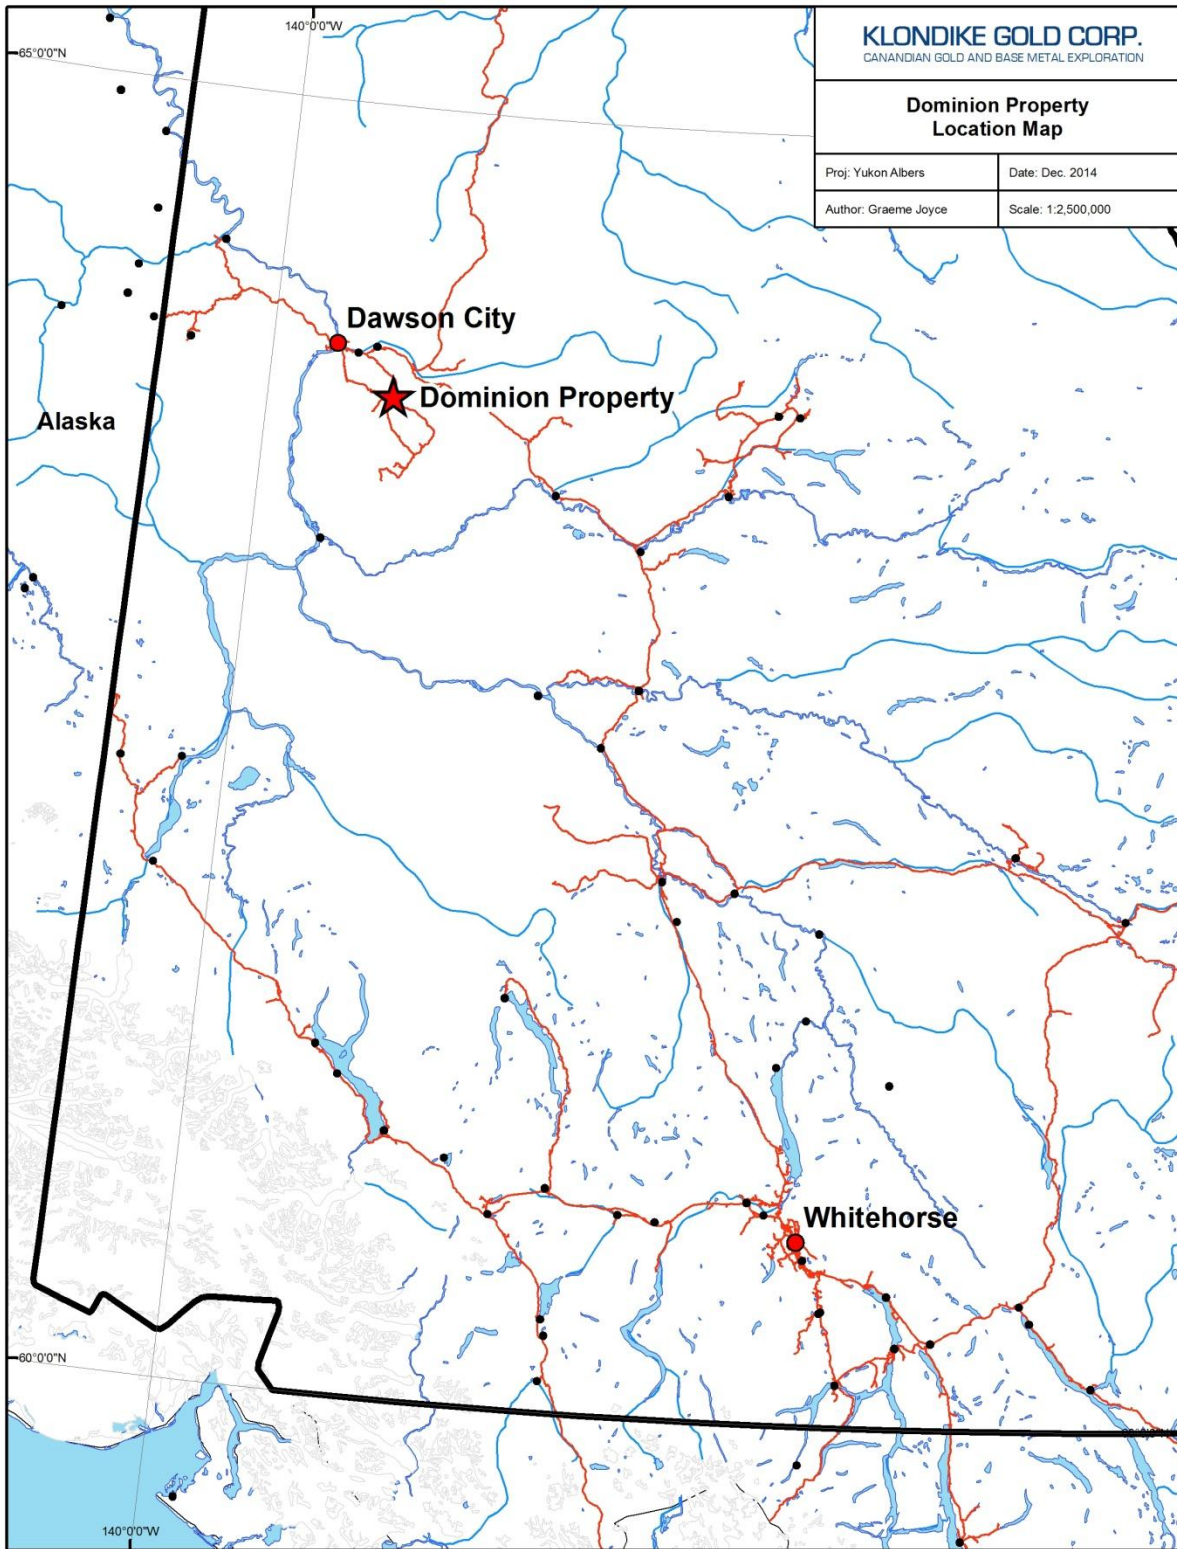 140°0'0"W
65°0'0"N
KLONDIKE GOLD CORP.
CANANDIAN GOLD AND BASE METAL EXPLORATION
Dominion Property
Location Map
Proj: Yukon Albers
Date: Dec. 2014
Author: Graeme Joyce
Scale: 1:2,500,000
Dawson City
Dominion Property
Alaska
Whitehorse
60°0'0"N
140°0'0"W